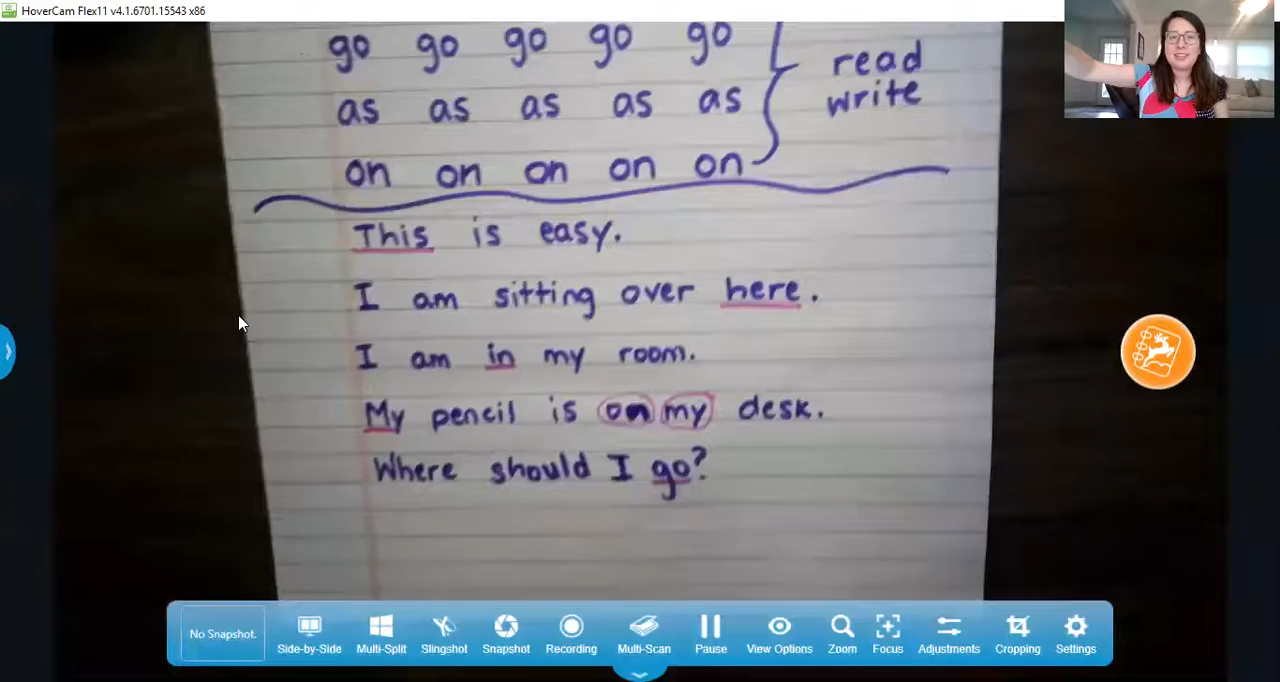 HoverCam Flex11 v4.1.6701.15543 x86
go go go go go
as as as as as
on on on on on
read
write
This is easy.
I am sitting over here.
I am in my room.
My pencil is on my desk.
Where should I go?
No Snapshot.
Side-by-Side Multi-Split Slingshot Snapshot Recording Multi-Scan Pause View Options Zoom Focus Adjustments Cropping Settings